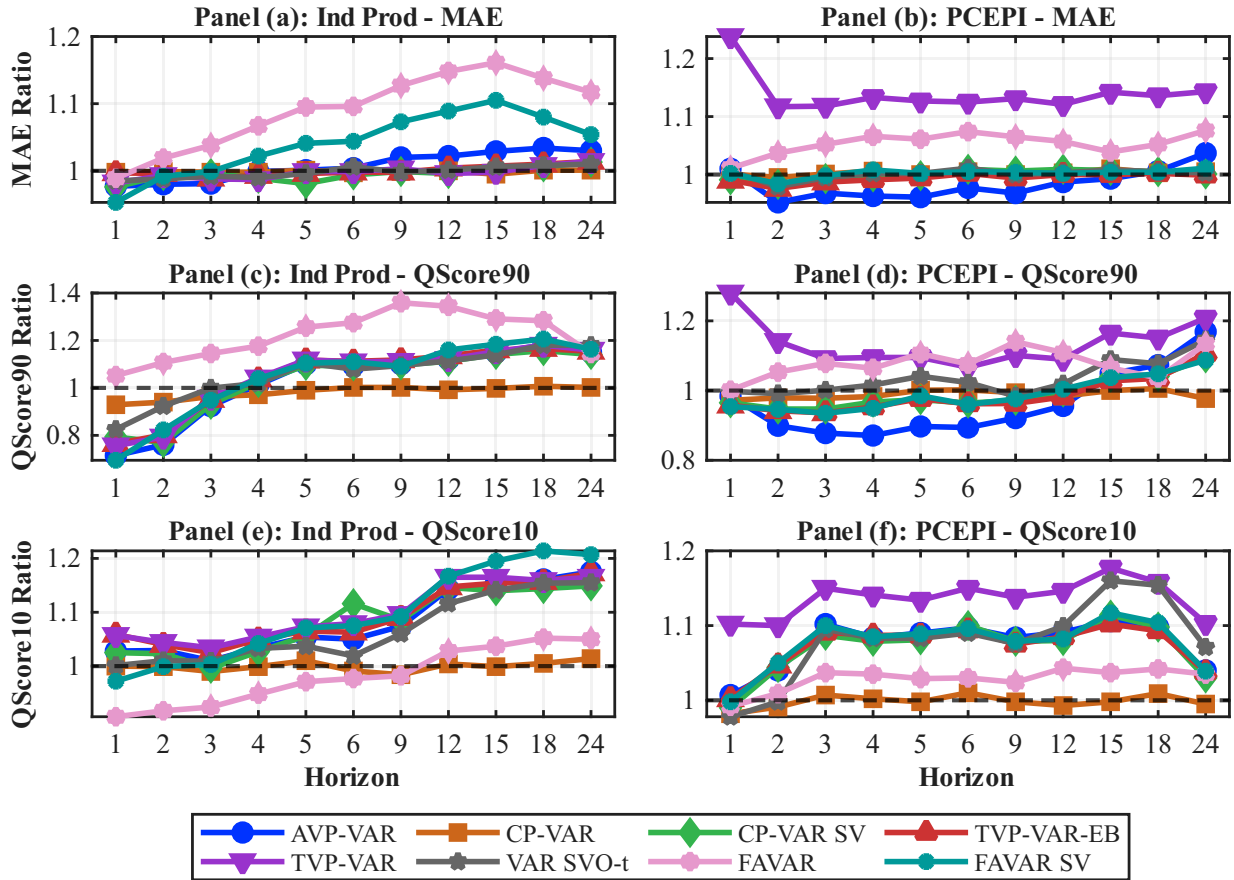 Panel (a): Ind Prod - MAE
MAE Ratio
1.2
1.1
1
1 2 3 4 5 6 9 12 15 18 24
Panel (b): PCEPI - MAE
1.2
1.1
1
1 2 3 4 5 6 9 12 15 18 24
Panel (c): Ind Prod - QScore90
QScore90 Ratio
1.4
1.2
1
0.8
1 2 3 4 5 6 9 12 15 18 24
Panel (d): PCEPI - QScore90
1.2
1
0.8
1 2 3 4 5 6 9 12 15 18 24
Panel (e): Ind Prod - QScore10
QScore10 Ratio
1.2
1.1
1
1 2 3 4 5 6 9 12 15 18 24
Horizon
Panel (f): PCEPI - QScore10
1.2
1.1
1
1 2 3 4 5 6 9 12 15 18 24
Horizon
AVP-VAR CP-VAR CP-VAR SV TVP-VAR-EB
TVP-VAR VAR SVO-t FAVAR FAVAR SV